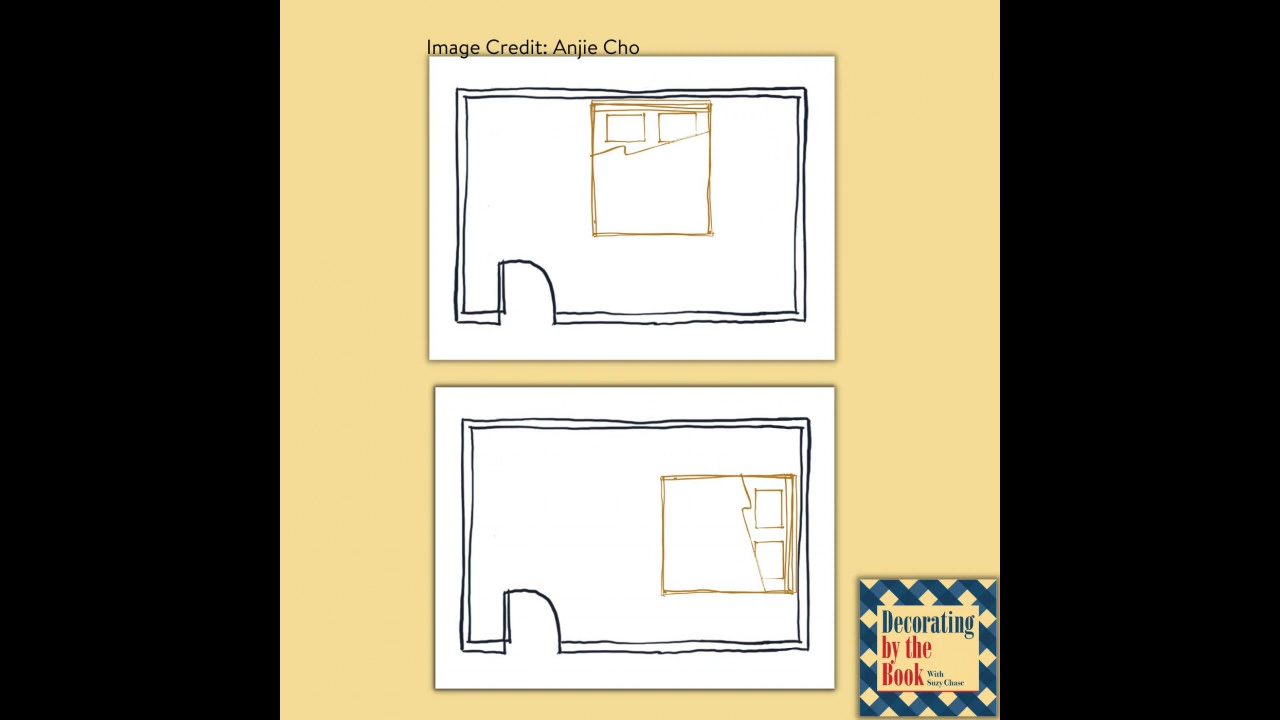 Image Credit: Anjie Cho
Decorating
by the
Book With
Suzy Chase